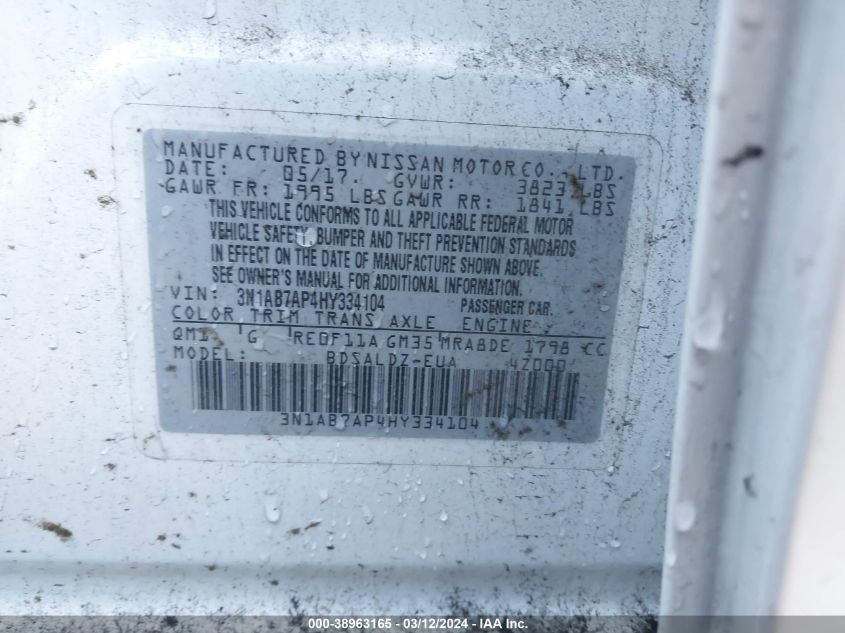 MANUFACTURED BY NISSAN MOTOR CO., LTD.
DATE: 05/17 GVWR: 3823 LBS
GAWR FR: 1995 LBS GAWR RR: 1841 LBS
THIS VEHICLE CONFORMS TO ALL APPLICABLE FEDERAL MOTOR
VEHICLE SAFETY, BUMPER AND THEFT PREVENTION STANDARDS
IN EFFECT ON THE DATE OF MANUFACTURE SHOWN ABOVE.
SEE OWNER'S MANUAL FOR ADDITIONAL INFORMATION.
VIN: 3N1AB7AP4HY334104 PASSENGER CAR.
COLOR TRIM TRANS AXLE ENGINE
QM1 G RE0F11A GM35 MRA8DE 1798 CC
MODEL: BDSALDZ-EUA 4Z000
3N1AB7AP4HY334104
000-38963165 - 03/12/2024 - IAA Inc.